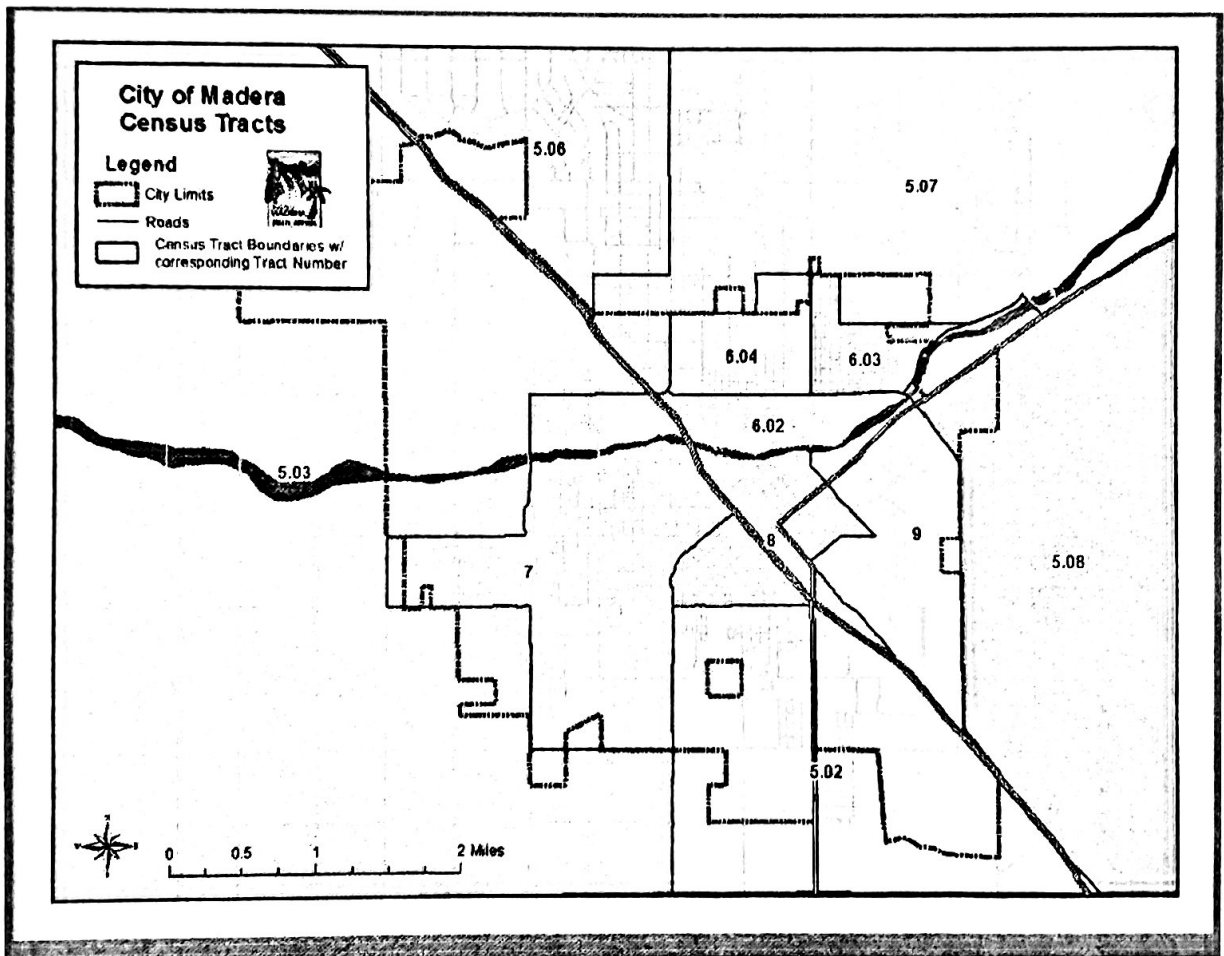 City of Madera
Census Tracts
Legend
City Limits
Roads
Census Tract Boundaries w/
corresponding Tract Number
5.06
5.07
6.04
6.03
6.02
5.03
8
9
7
5.08
5.02
0 0.5 1 2 Miles